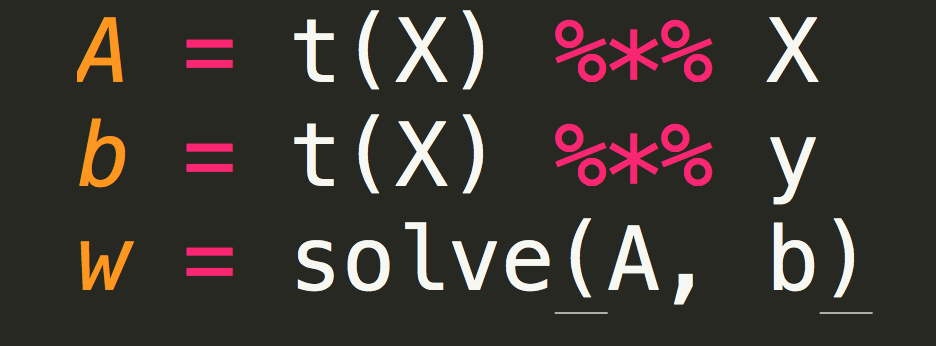 A = t(X) %*% X
b = t(X) %*% y
w = solve(A, b)